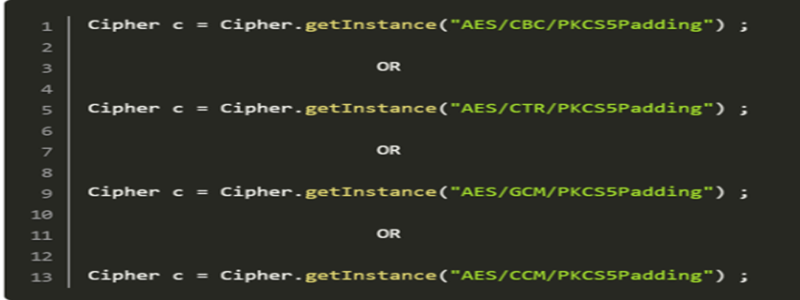 1 Cipher c = Cipher.getInstance("AES/CBC/PKCS5Padding") ;
2
3 OR
4
5 Cipher c = Cipher.getInstance("AES/CTR/PKCS5Padding") ;
6
7 OR
8
9 Cipher c = Cipher.getInstance("AES/GCM/PKCS5Padding") ;
10
11 OR
12
13 Cipher c = Cipher.getInstance("AES/CCM/PKCS5Padding") ;